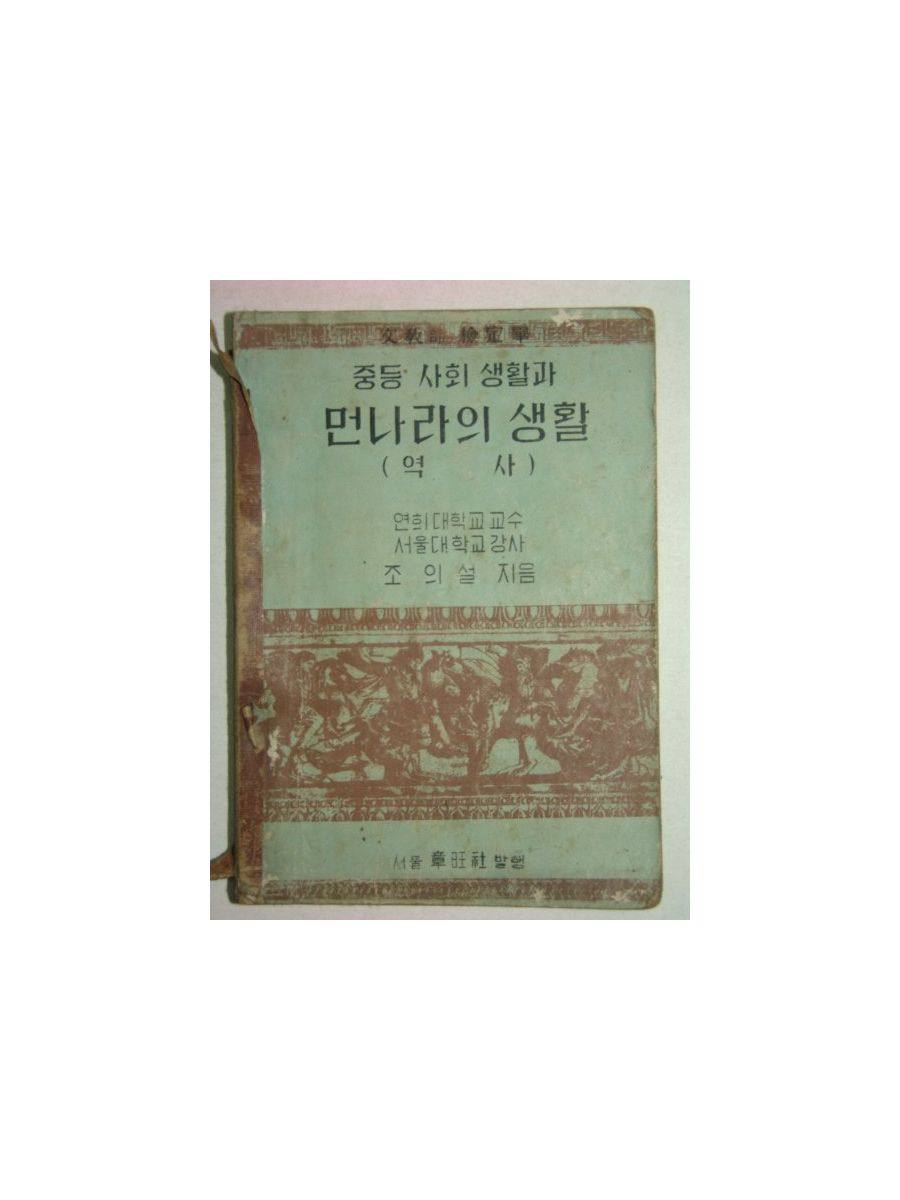 文教部 檢定畢
중등 사회 생활과
먼나라의 생활
( 역 사 )
연희대학교교수
서울대학교강사
조 의 설 지음
서울 章旺社 발행